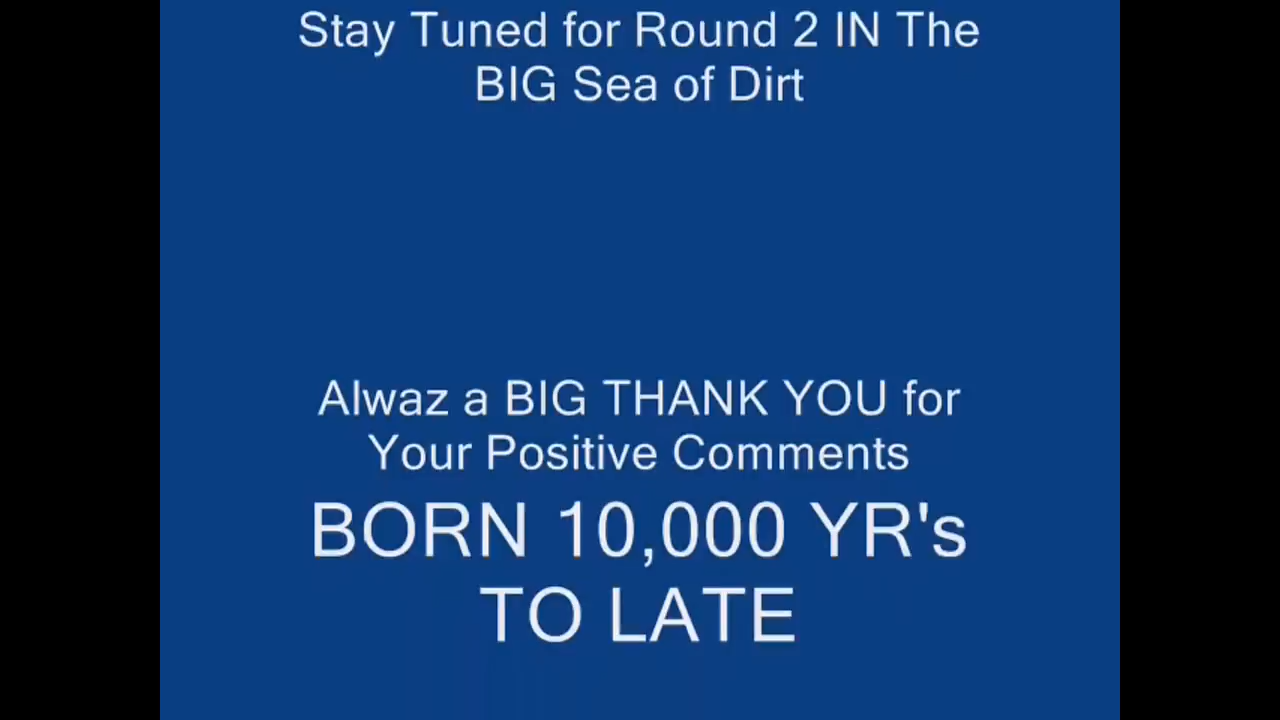 Stay Tuned for Round 2 IN The
BIG Sea of Dirt
Alwaz a BIG THANK YOU for
Your Positive Comments
BORN 10,000 YR's
TO LATE